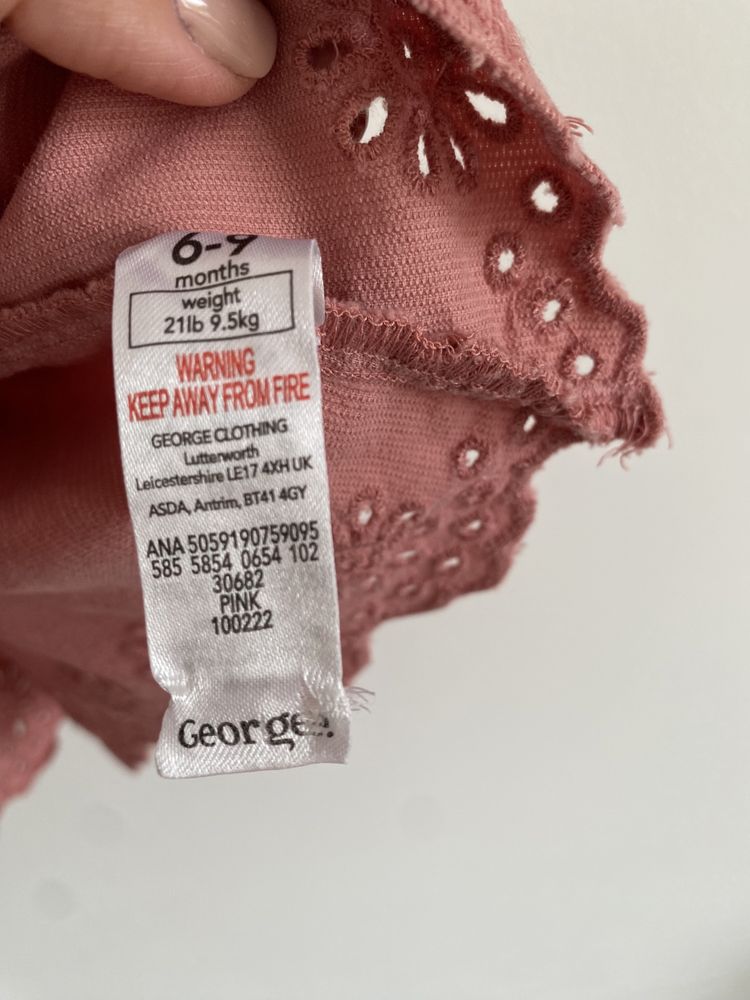 6-9
months
weight
21lb 9.5kg
WARNING
KEEP AWAY FROM FIRE
GEORGE CLOTHING
Lutterworth
Leicestershire LE17 4XH UK
ASDA, Antrim, BT41 4GY
ANA 5059190759095
585 5854 0654 102
30682
PINK
100222
George.